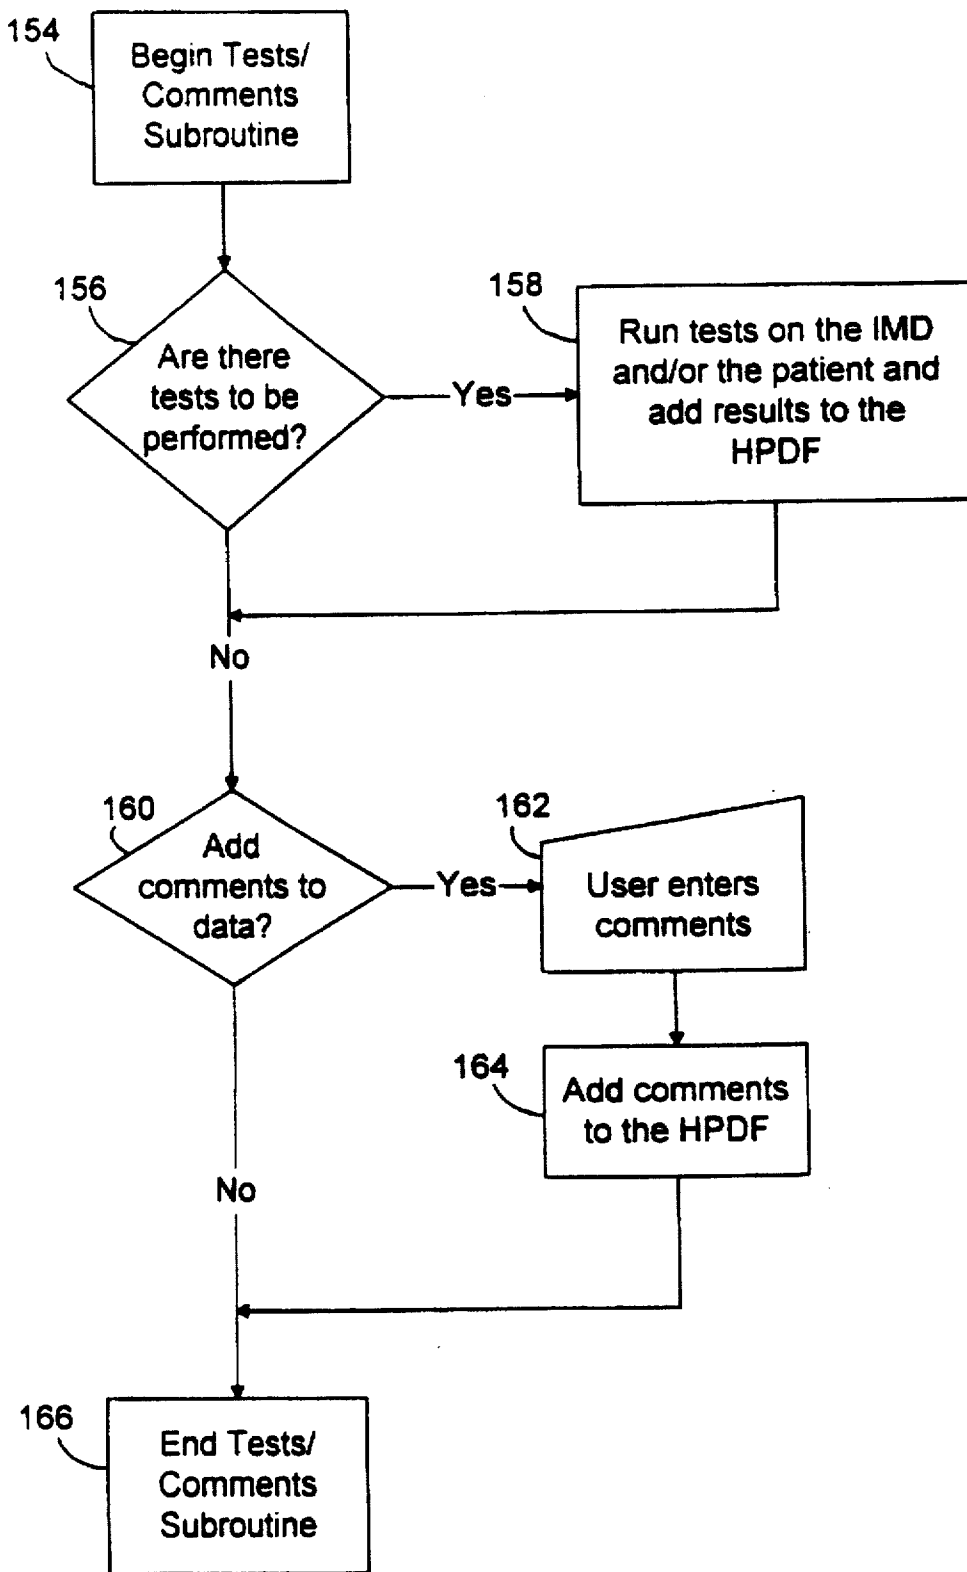 154
Begin Tests/
Comments
Subroutine
156
Are there
tests to be
performed?
Yes
158
Run tests on the IMD
and/or the patient and
add results to the
HPDF
No
160
Add
comments to
data?
Yes
162
User enters
comments
164
Add comments
to the HPDF
No
166
End Tests/
Comments
Subroutine